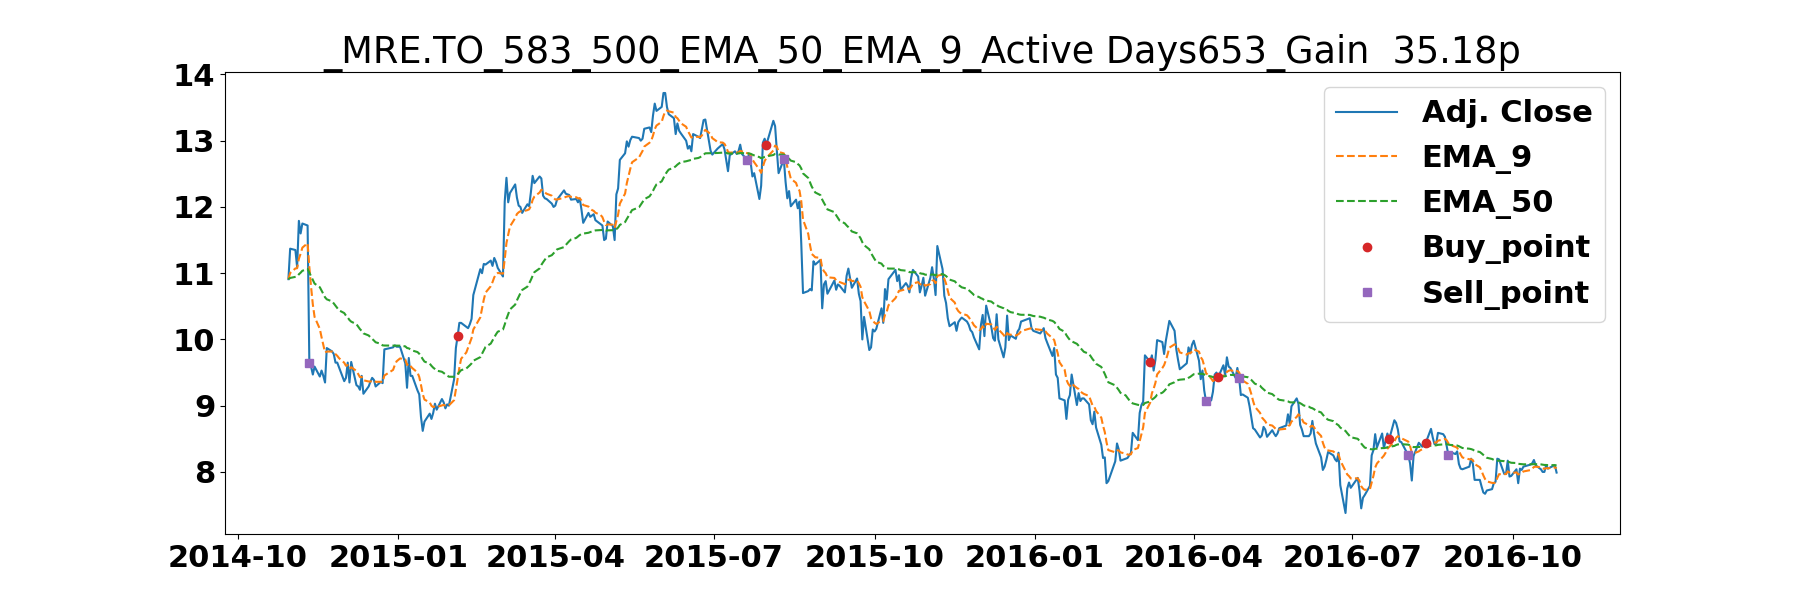 _MRE.TO_583_500_EMA_50_EMA_9_Active Days653_Gain  35.18p
14
13
12
11
10
9
8
Adj. Close
EMA_9
EMA_50
Buy_point
Sell_point
2014-10 2015-01 2015-04 2015-07 2015-10 2016-01 2016-04 2016-07 2016-10